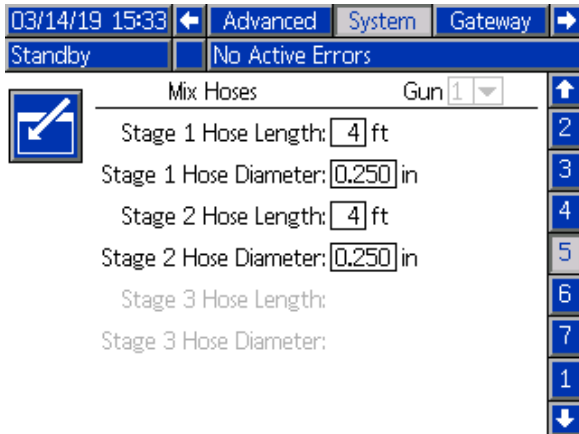 03/14/19 15:33 Advanced System Gateway
Standby No Active Errors
Mix Hoses Gun 1
Stage 1 Hose Length: 4 ft
2
Stage 1 Hose Diameter: 0.250 in
3
Stage 2 Hose Length: 4 ft
4
Stage 2 Hose Diameter: 0.250 in
5
Stage 3 Hose Length:
6
Stage 3 Hose Diameter:
7
1